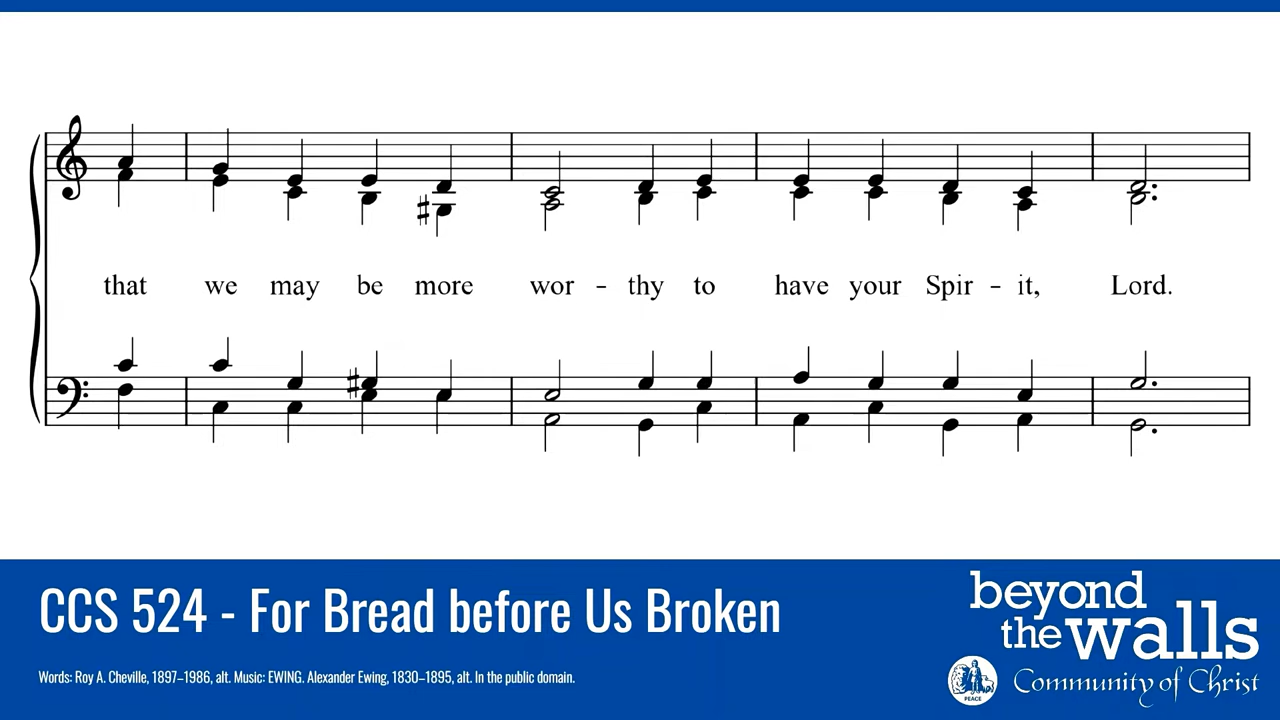 that we may be more wor - thy to have your Spir - it, Lord.
CCS 524 - For Bread before Us Broken
Words: Roy A. Cheville, 1897–1986, alt. Music: EWING. Alexander Ewing, 1830–1895, alt. In the public domain.
beyond
the walls
PEACE
Community of Christ